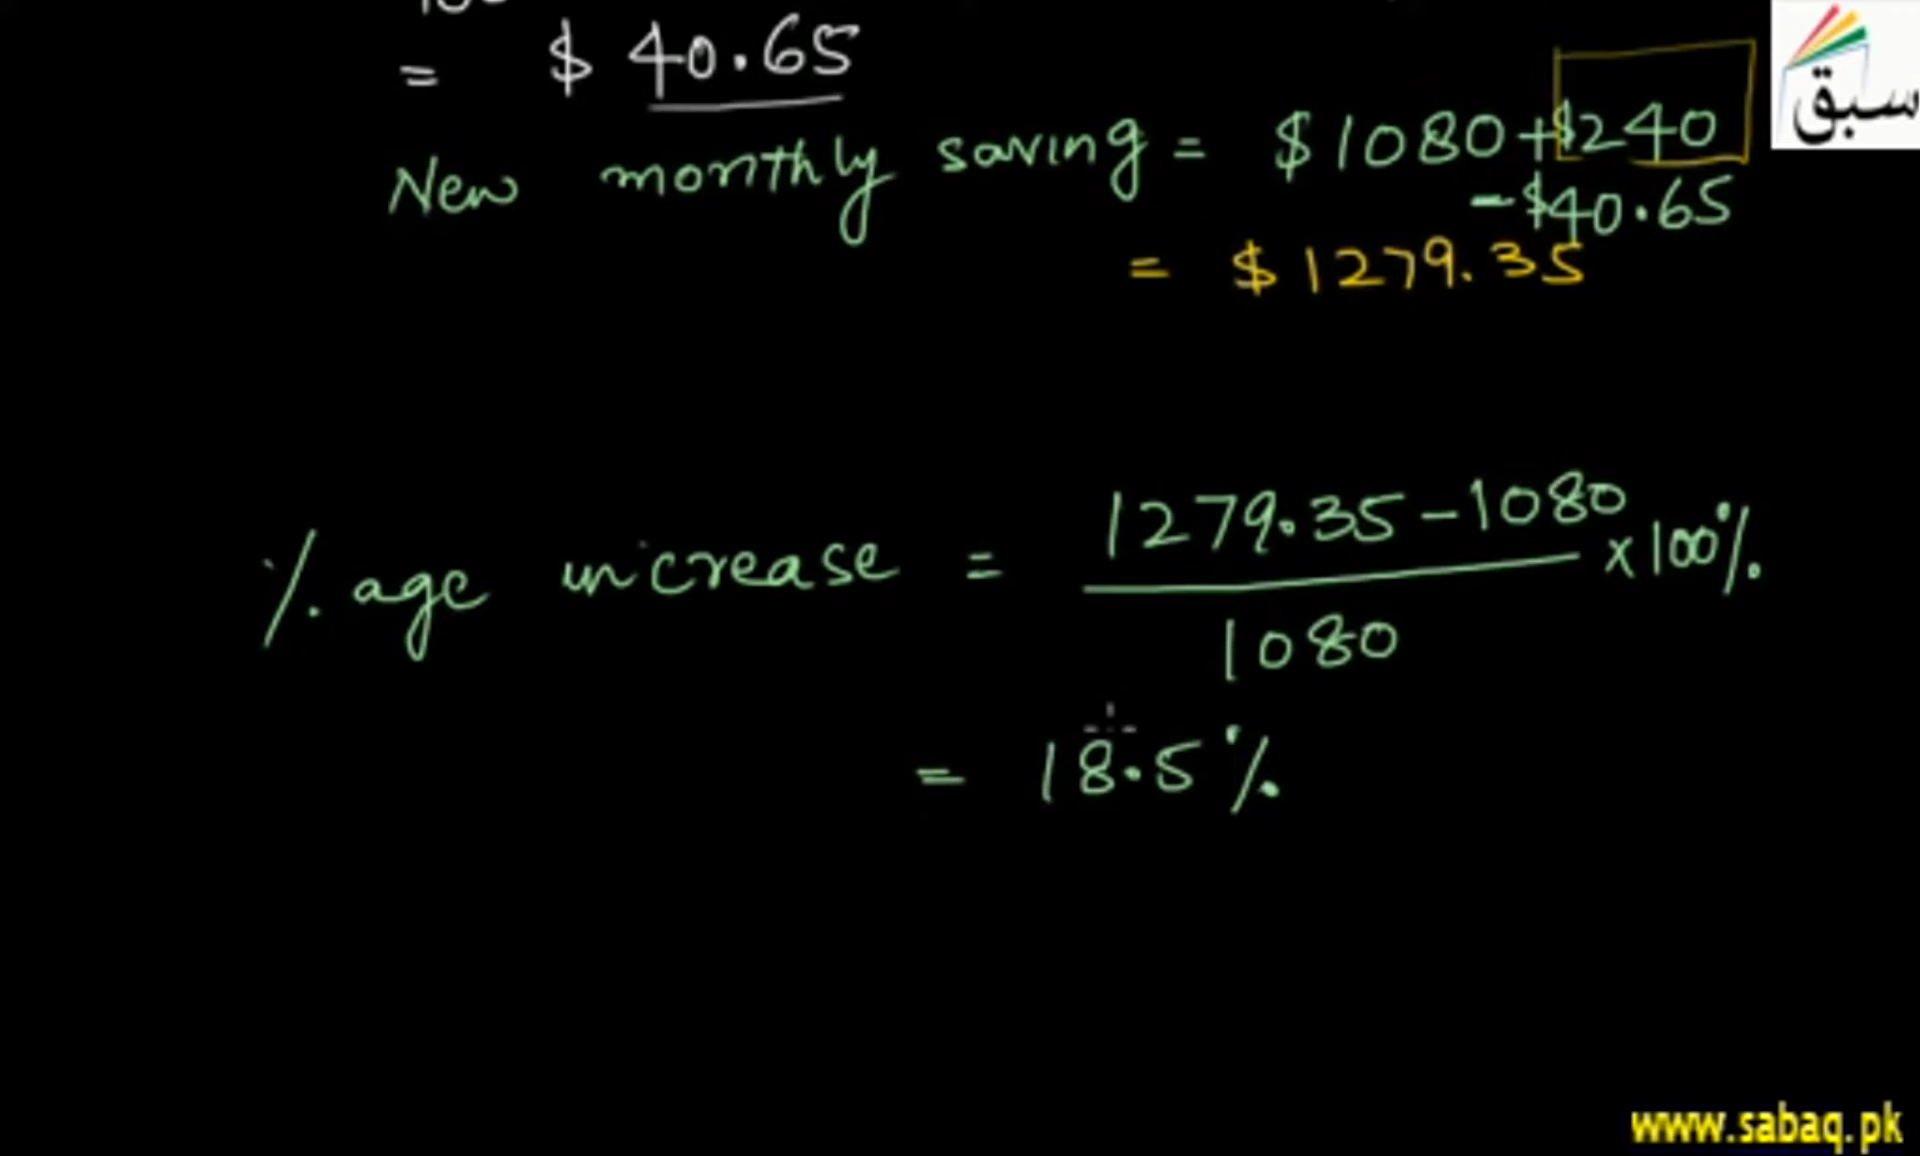 = $ 40.65
سبق
New monthly saving = $1080+$240
-$40.65
= $1279.35
%age increase = 1279.35-1080
x100%
1080
= 18.5%
www.sabaq.pk